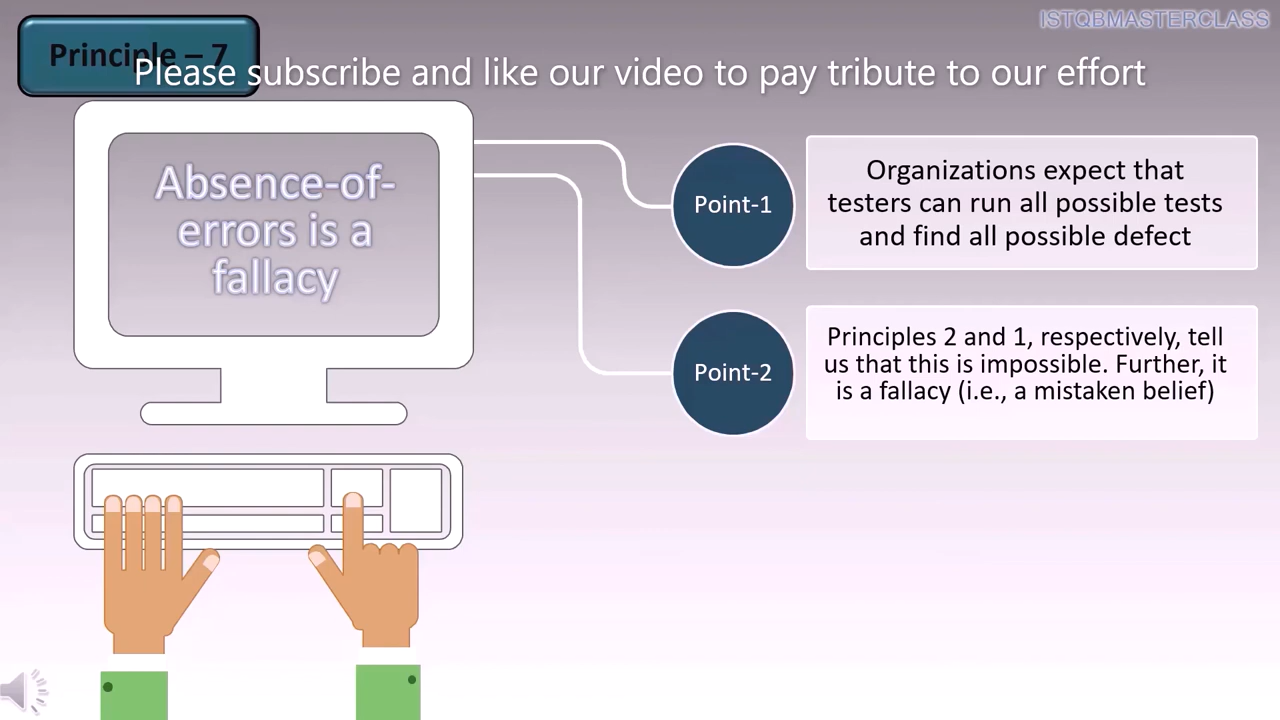 ISTQBMASTERCLASS
Principle – 7
Please subscribe and like our video to pay tribute to our effort
Absence-of-
errors is a
fallacy
Point-1
Organizations expect that
testers can run all possible tests
and find all possible defect
Point-2
Principles 2 and 1, respectively, tell
us that this is impossible. Further, it
is a fallacy (i.e., a mistaken belief)